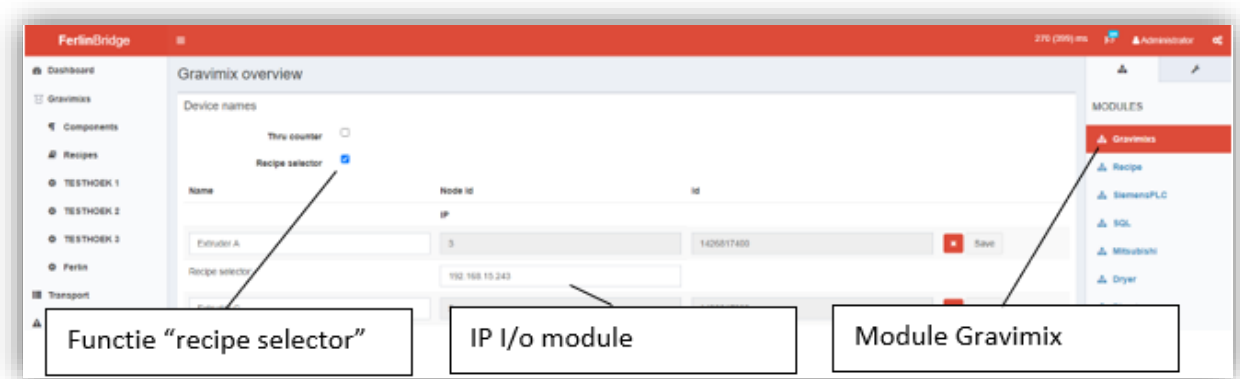 FerlinBridge
270 (399) ms
Administrator
Dashboard
Gravimixs
Components
Recipes
TESTHOEK 1
TESTHOEK 2
TESTHOEK 3
Ferlin
Transport
Gravimix overview
Device names
Thru counter
Recipe selector
Name
Node Id
Id
IP
Extruder A
3
1426817400
Save
Recipe selector
192.168.15.243
MODULES
Gravimixs
Recipe
SiemensPLC
SQL
Mitsubishi
Dryer
Functie “recipe selector”
IP I/o module
Module Gravimix